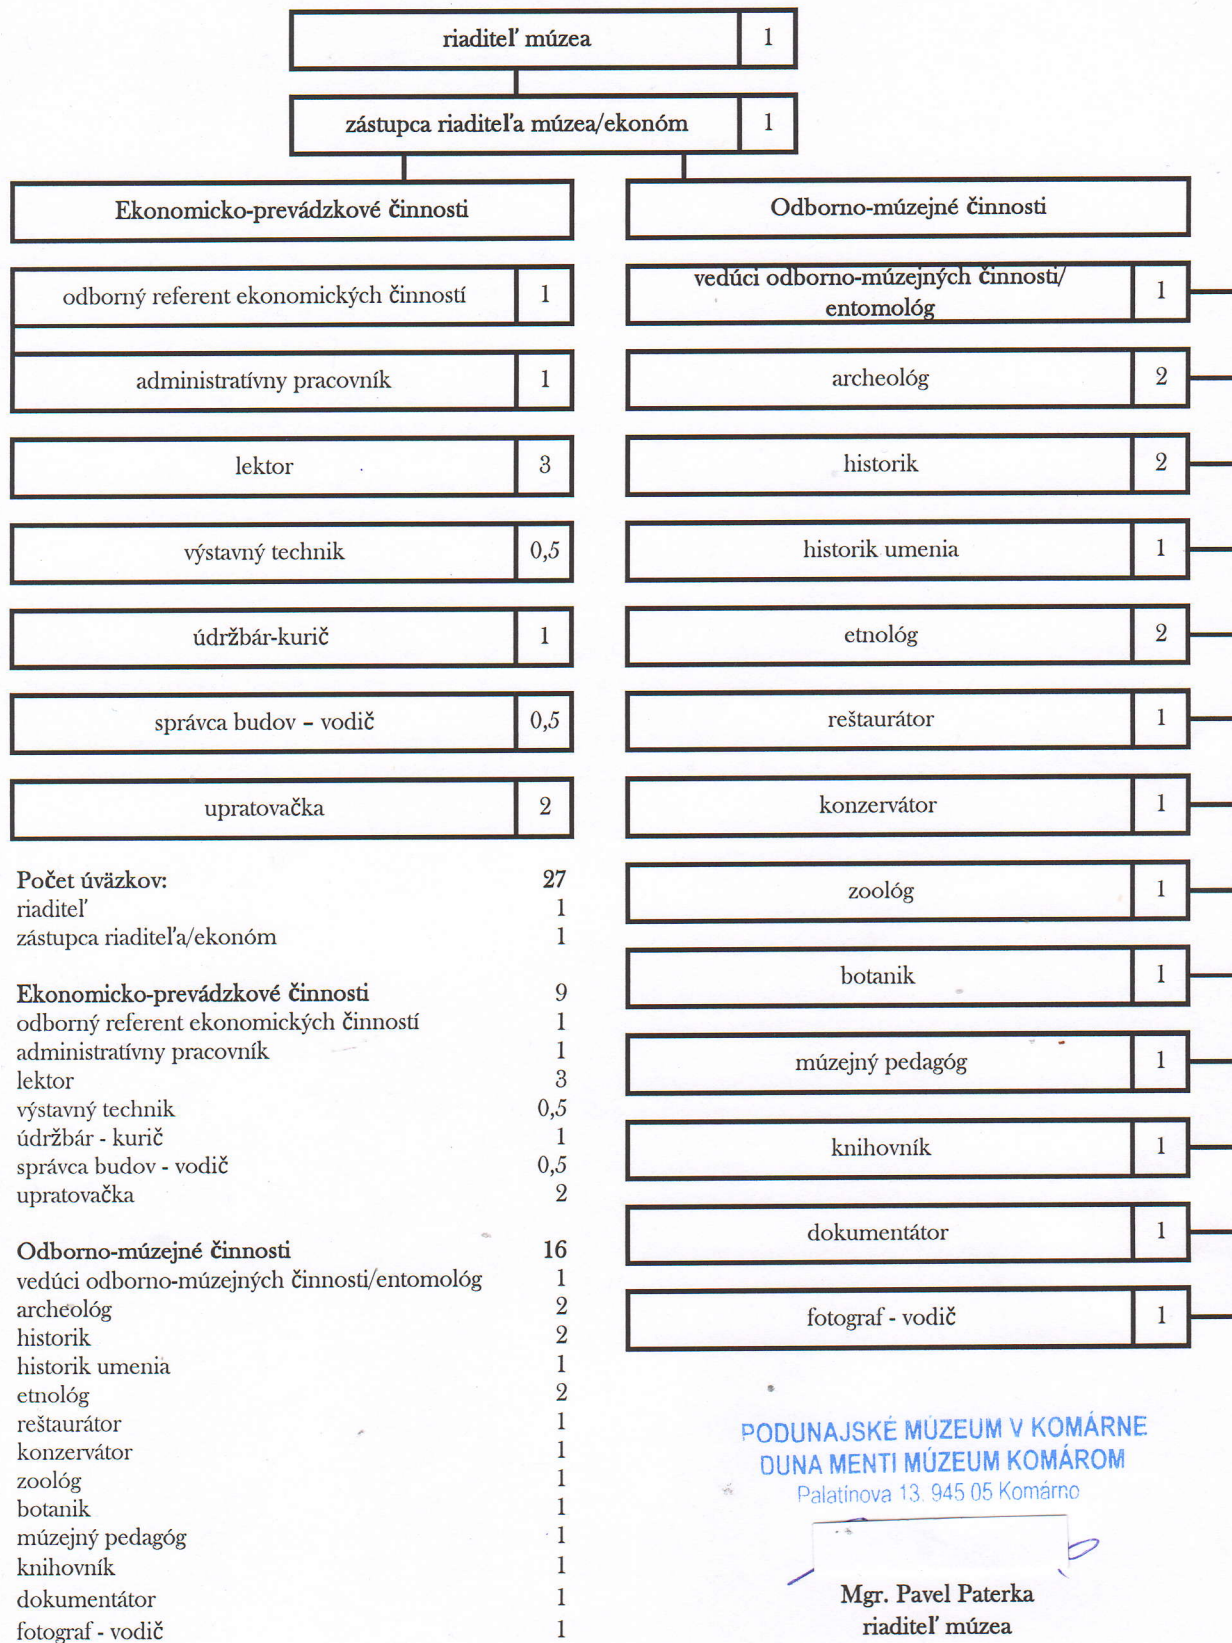 riaditeľ múzea 1
zástupca riaditeľa múzea/ekonóm 1
Ekonomicko-prevádzkové činnosti
odborný referent ekonomických činností 1
administratívny pracovník 1
lektor 3
výstavný technik 0,5
údržbár-kurič 1
správca budov – vodič 0,5
upratovačka 2
Odborno-múzejné činnosti
vedúci odborno-múzejných činnosti/
entomológ 1
archeológ 2
historik 2
historik umenia 1
etnológ 2
reštaurátor 1
konzervátor 1
zoológ 1
botanik 1
múzejný pedagóg 1
knihovník 1
dokumentátor 1
fotograf - vodič 1
Počet úväzkov: 27
riaditeľ 1
zástupca riaditeľa/ekonóm 1
Ekonomicko-prevádzkové činnosti 9
odborný referent ekonomických činností 1
administratívny pracovník 1
lektor 3
výstavný technik 0,5
údržbár - kurič 1
správca budov - vodič 0,5
upratovačka 2
Odborno-múzejné činnosti 16
vedúci odborno-múzejných činnosti/entomológ 1
archeológ 2
historik 2
historik umenia 1
etnológ 2
reštaurátor 1
konzervátor 1
zoológ 1
botanik 1
múzejný pedagóg 1
knihovník 1
dokumentátor 1
fotograf - vodič 1
PODUNAJSKÉ MÚZEUM V KOMÁRNE
DUNA MENTI MÚZEUM KOMÁROM
Palatínova 13, 945 05 Komárno
Mgr. Pavel Paterka
riaditeľ múzea